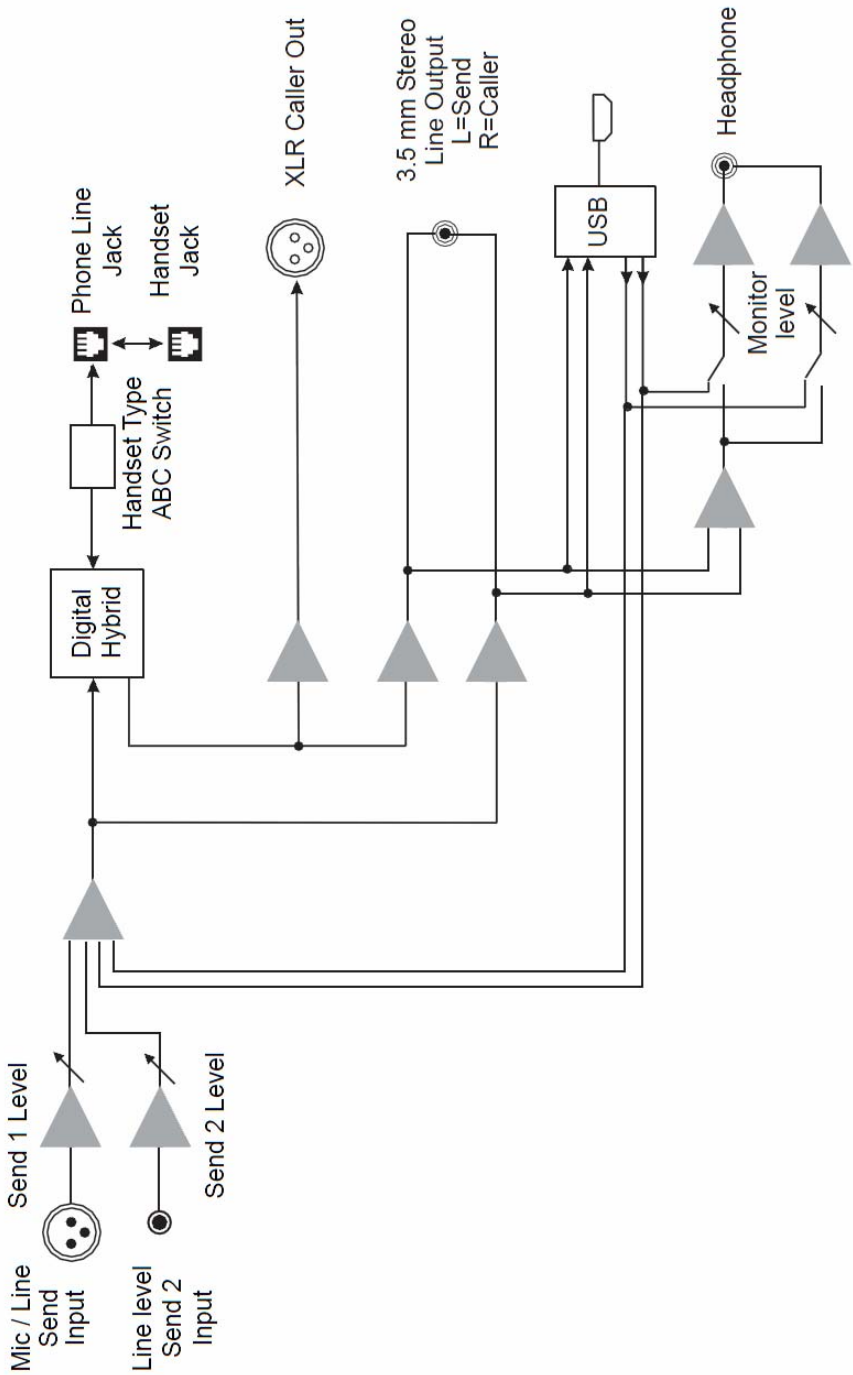 Mic / Line
Send
Input
Send 1 Level
Line level
Send 2
Input
Send 2 Level
Digital
Hybrid
Handset Type
ABC Switch
Phone Line
Jack
Handset
Jack
XLR Caller Out
3.5 mm Stereo
Line Output
L=Send
R=Caller
USB
Monitor
level
Headphone